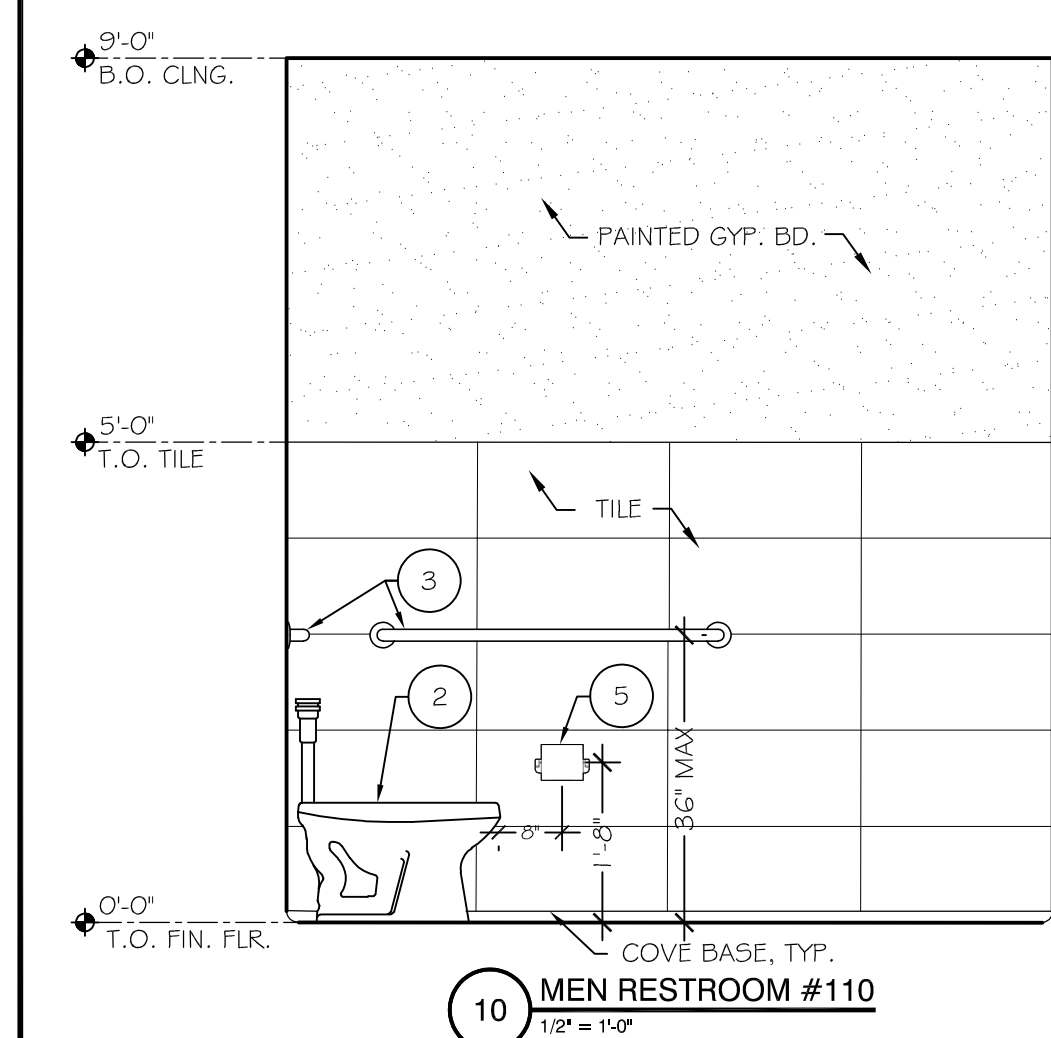 9'-0"
B.O. CLNG.
PAINTED GYP. BD.
5'-0"
T.O. TILE
TILE
3
2
5
36" MAX
8"
1'-8"
0'-0"
T.O. FIN. FLR.
COVE BASE, TYP.
10
MEN RESTROOM #110
1/2" = 1'-0"